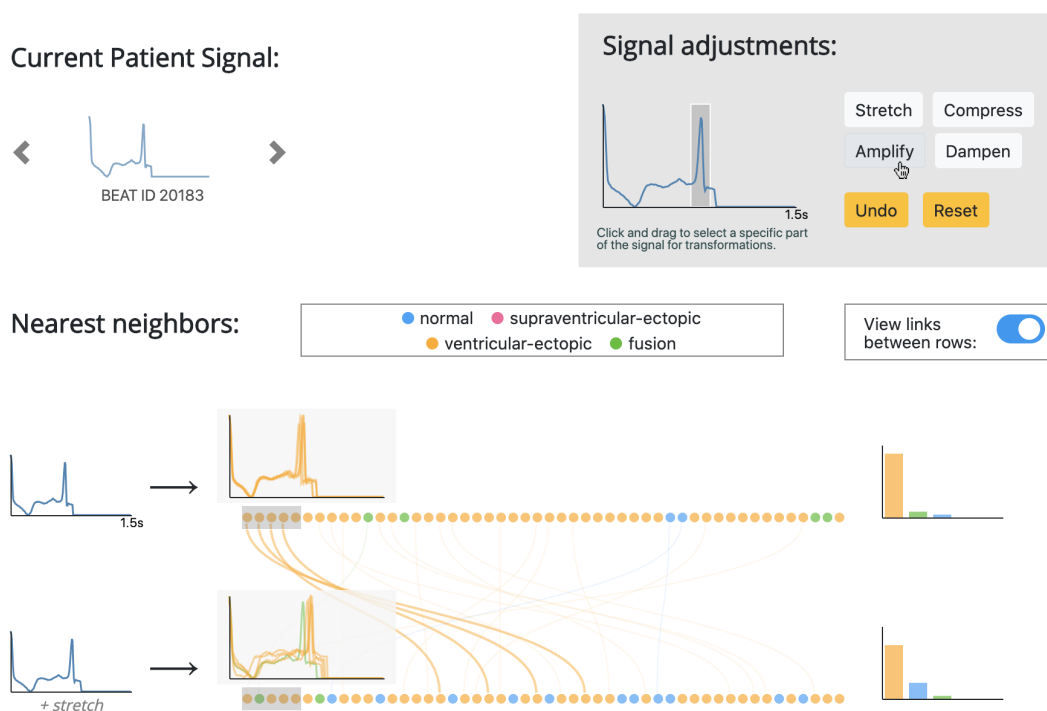 Current Patient Signal:
BEAT ID 20183
Signal adjustments:
Stretch
Compress
Amplify
Dampen
Undo
Reset
1.5s
Click and drag to select a specific part
of the signal for transformations.
Nearest neighbors:
normal
supraventricular-ectopic
ventricular-ectopic
fusion
View links
between rows:
1.5s
+ stretch